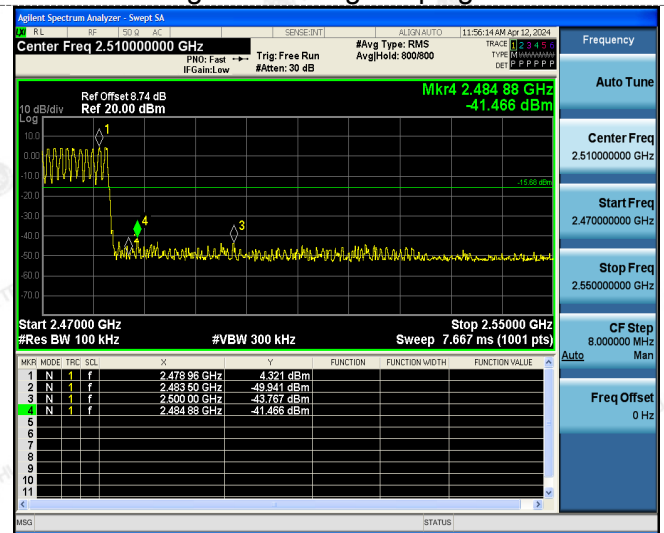 Agilent Spectrum Analyzer - Swept SA
LXI RL RF 50 Ω AC SENSE:INT ALIGN AUTO 11:56:14 AM Apr 12, 2024
Center Freq 2.510000000 GHz
PNO: Fast
IFGain:Low
Trig: Free Run
#Atten: 30 dB
#Avg Type: RMS
Avg|Hold: 800/800
TRACE 1 2 3 4 5 6
TYPE M
DET P P P P P P
Frequency
Mkr4 2.484 88 GHz
-41.466 dBm
Ref Offset 8.74 dB
Ref 20.00 dBm
10 dB/div
Log
10.0
0.00
-10.0
-20.0
-30.0
-40.0
-50.0
-60.0
-70.0
1
4
3
-15.68 dBm
Start 2.47000 GHz
Stop 2.55000 GHz
#Res BW 100 kHz
#VBW 300 kHz
Sweep 7.667 ms (1001 pts)
MKR MODE TRC SCL X Y FUNCTION FUNCTION WIDTH FUNCTION VALUE
1 N 1 f 2.478 96 GHz 4.321 dBm
2 N 1 f 2.483 50 GHz -49.941 dBm
3 N 1 f 2.500 00 GHz -43.767 dBm
4 N 1 f 2.484 88 GHz -41.466 dBm
5
6
7
8
9
10
11
MSG
STATUS
Auto Tune
Center Freq
2.510000000 GHz
Start Freq
2.470000000 GHz
Stop Freq
2.550000000 GHz
CF Step
8.000000 MHz
Auto Man
Freq Offset
0 Hz